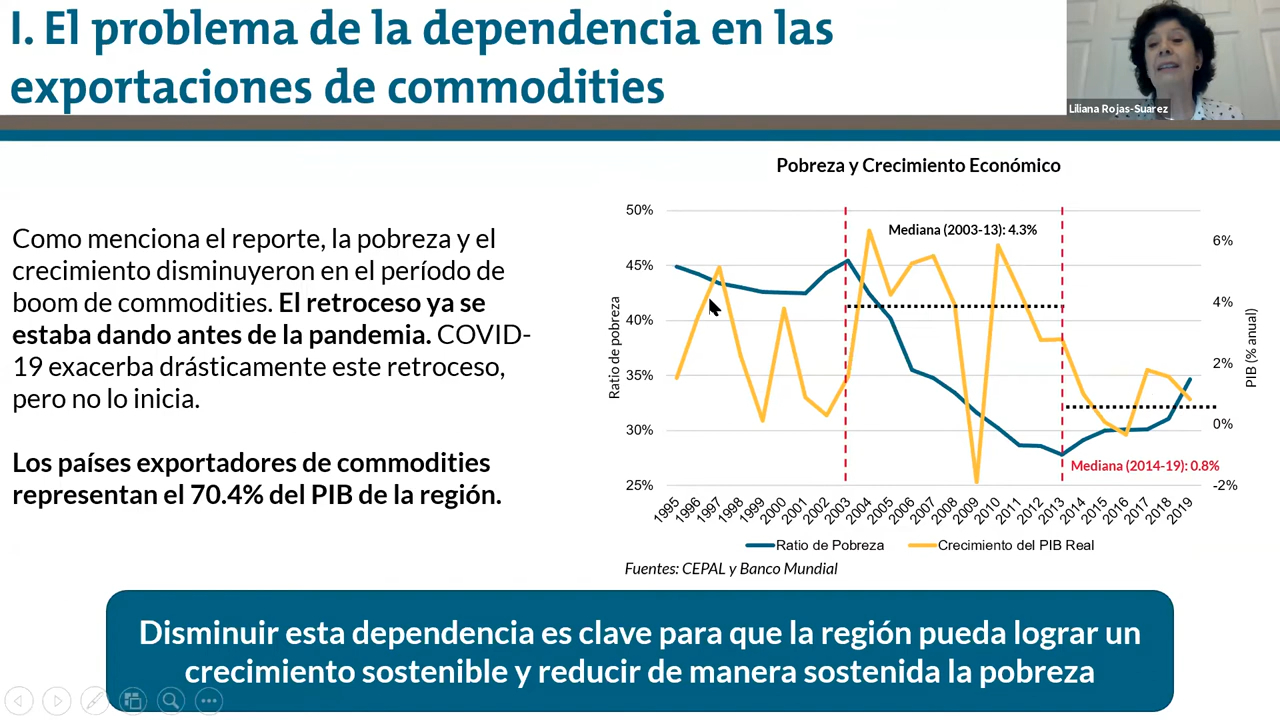 I. El problema de la dependencia en las
exportaciones de commodities
Liliana Rojas-Suarez
Como menciona el reporte, la pobreza y el
crecimiento disminuyeron en el período de
boom de commodities. El retroceso ya se
estaba dando antes de la pandemia. COVID-
19 exacerba drásticamente este retroceso,
pero no lo inicia.
Los países exportadores de commodities
representan el 70.4% del PIB de la región.
Pobreza y Crecimiento Económico
Ratio de pobreza
50%
45%
40%
35%
30%
25%
Mediana (2003-13): 4.3%
Mediana (2014-19): 0.8%
6%
4%
2%
0%
-2%
PIB (% anual)
1995 1996 1997 1998 1999 2000 2001 2002 2003 2004 2005 2006 2007 2008 2009 2010 2011 2012 2013 2014 2015 2016 2017 2018 2019
Ratio de Pobreza Crecimiento del PIB Real
Fuentes: CEPAL y Banco Mundial
Disminuir esta dependencia es clave para que la región pueda lograr un
crecimiento sostenible y reducir de manera sostenida la pobreza